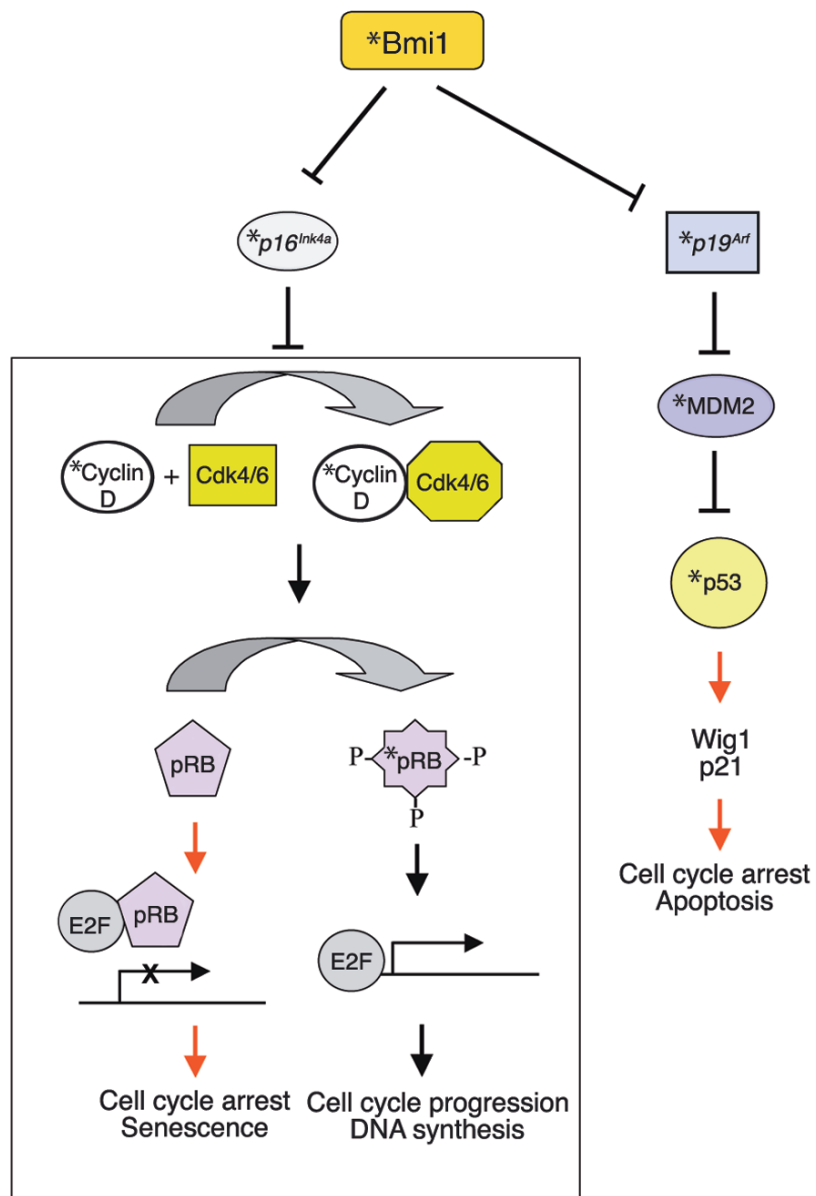 *Bmi1
*p16Ink4a
*p19Arf
*MDM2
*Cyclin
D
+
Cdk4/6
*Cyclin
D
Cdk4/6
*p53
Wig1
p21
pRB
P-
*pRB
-P
P
Cell cycle arrest
Apoptosis
E2F
pRB
X
E2F
Cell cycle arrest
Senescence
Cell cycle progression
DNA synthesis